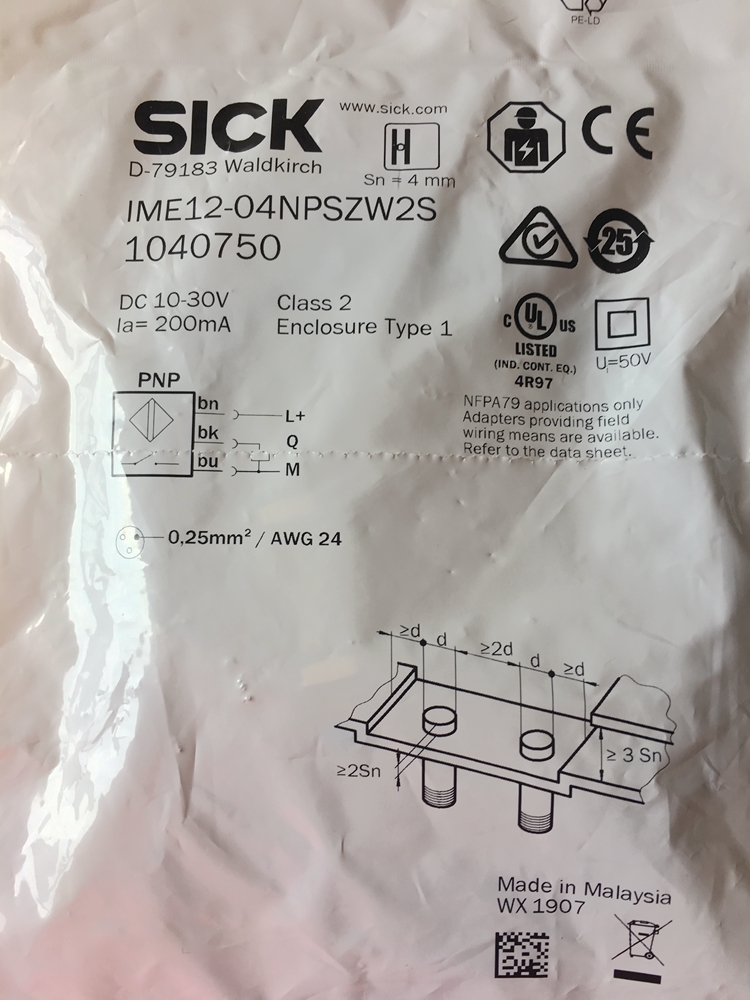 PE-LD
SICK
www.sick.com
D-79183 Waldkirch
Sn = 4 mm
IME12-04NPSZW2S
1040750
25
DC 10-30V
Ia= 200mA
Class 2
Enclosure Type 1
C UL US
LISTED
(IND. CONT. EQ.)
4R97
Ui=50V
NFPA79 applications only
Adapters providing field
wiring means are available.
Refer to the data sheet.
PNP
bn
L+
bk
Q
bu
M
0,25mm² / AWG 24
≥d
d
≥2d
d
≥d
≥ 3 Sn
≥2Sn
Made in Malaysia
WX 1907